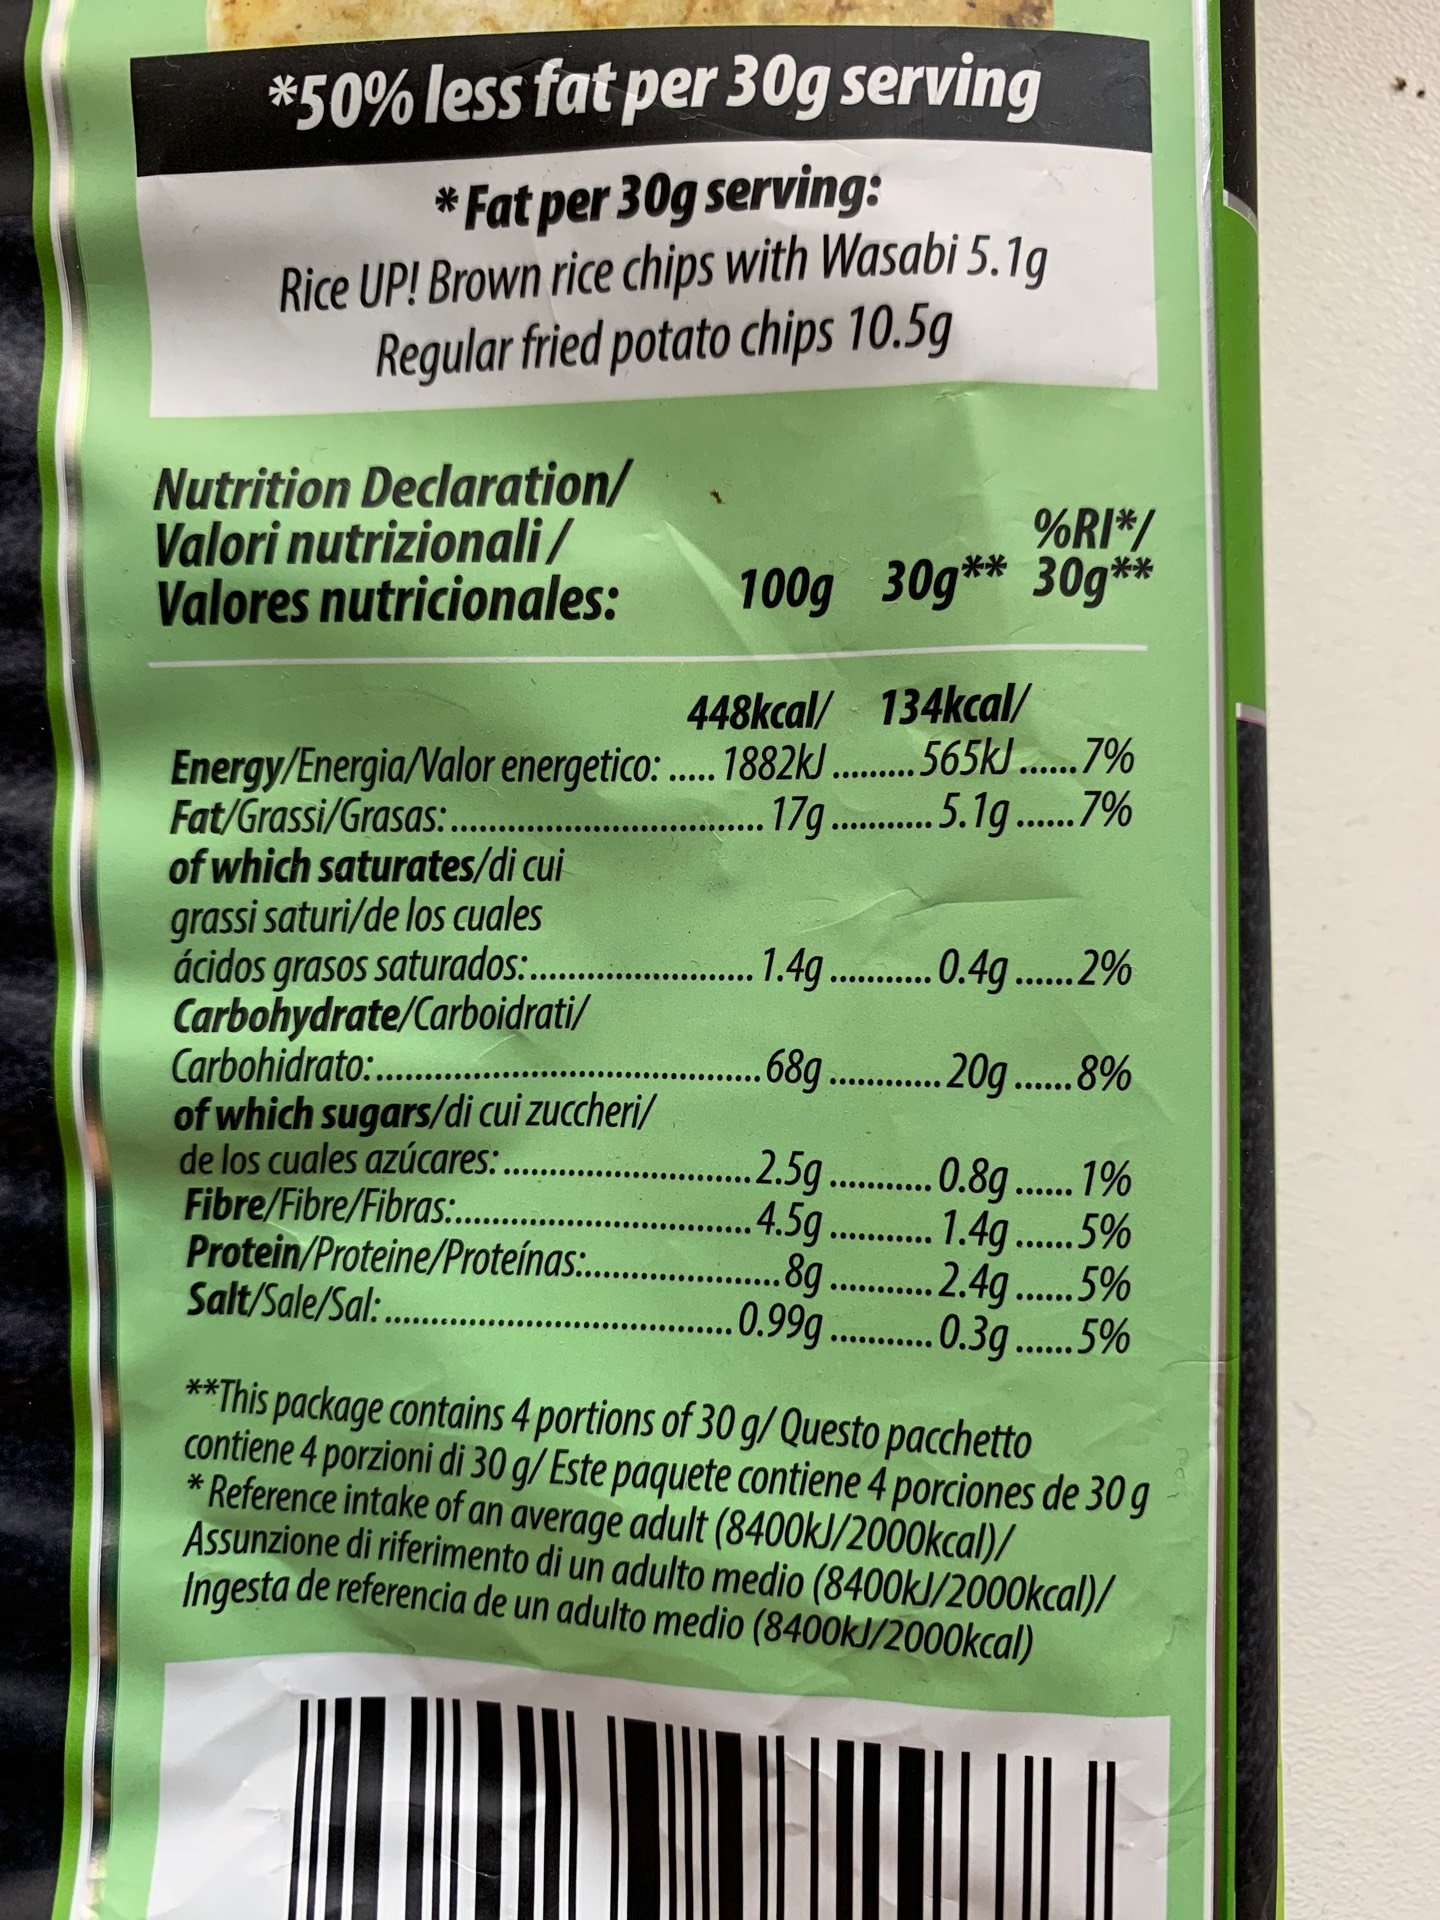 *50% less fat per 30g serving
*Fat per 30g serving:
Rice UP! Brown rice chips with Wasabi 5.1g
Regular fried potato chips 10.5g
Nutrition Declaration/
Valori nutrizionali/
Valores nutricionales:
100g 30g** %RI*/ 30g**
448kcal/ 134kcal/
Energy/Energia/Valor energetico: ..... 1882kJ ......... 565kJ ...... 7%
Fat/Grassi/Grasas: ............................... 17g ........... 5.1g ...... 7%
of which saturates/di cui
grassi saturi/de los cuales
ácidos grasos saturados: ...................... 1.4g ........... 0.4g ...... 2%
Carbohydrate/Carboidrati/
Carbohidrato: ...................................... 68g ............ 20g ...... 8%
of which sugars/di cui zuccheri/
de los cuales azúcares: ........................ 2.5g ........... 0.8g ...... 1%
Fibre/Fibre/Fibras: ............................. 4.5g ........... 1.4g ...... 5%
Protein/Proteine/Proteínas: .................... 8g ........... 2.4g ...... 5%
Salt/Sale/Sal: ................................... 0.99g ........... 0.3g ...... 5%
**This package contains 4 portions of 30 g/ Questo pacchetto
contiene 4 porzioni di 30 g/ Este paquete contiene 4 porciones de 30 g
* Reference intake of an average adult (8400kJ/2000kcal)/
Assunzione di riferimento di un adulto medio (8400kJ/2000kcal)/
Ingesta de referencia de un adulto medio (8400kJ/2000kcal)